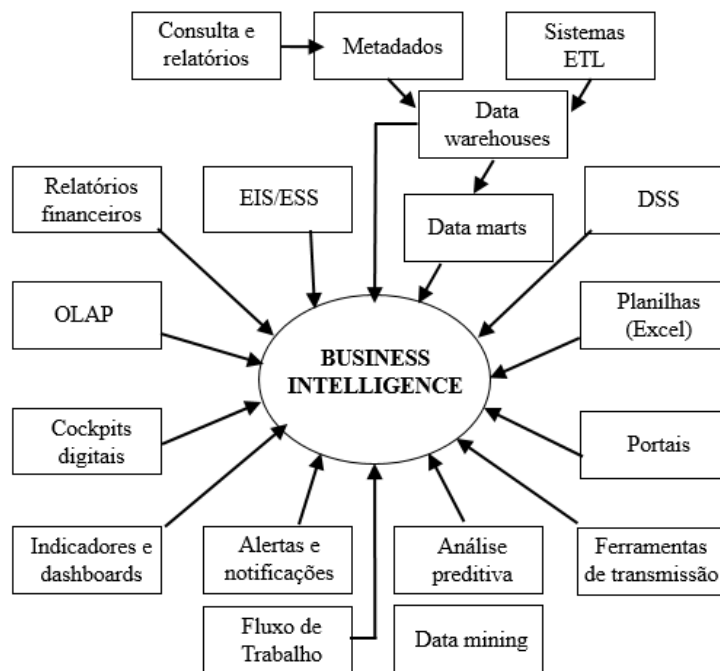 Consulta e
relatórios
Metadados
Sistemas
ETL
Data
warehouses
Relatórios
financeiros
EIS/ESS
Data marts
DSS
OLAP
Planilhas
(Excel)
BUSINESS
INTELLIGENCE
Cockpits
digitais
Portais
Indicadores e
dashboards
Alertas e
notificações
Análise
preditiva
Ferramentas
de transmissão
Fluxo de
Trabalho
Data mining